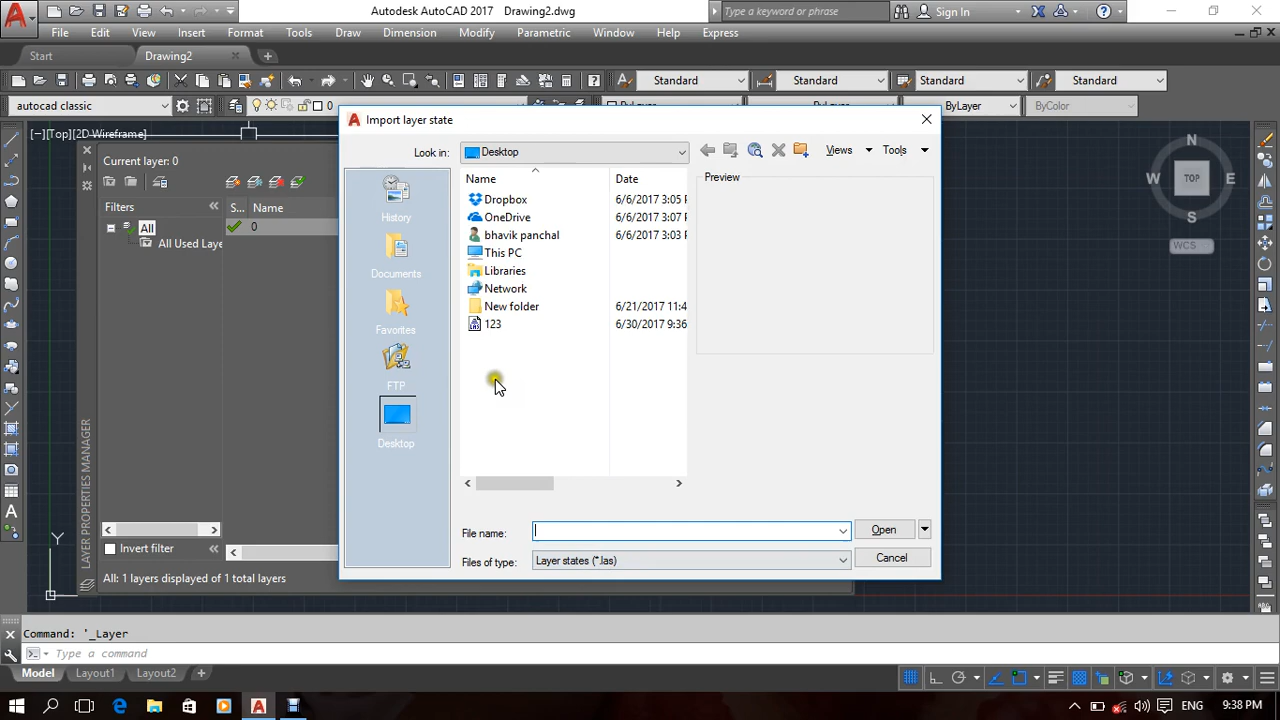 Autodesk AutoCAD 2017 Drawing2.dwg
Type a keyword or phrase
Sign In
File Edit View Insert Format Tools Draw Dimension Modify Parametric Window Help Express
Start
Drawing2
Standard
Standard
Standard
Standard
autocad classic
0
ByLayer
ByColor
[−][Top][2D Wireframe]
Import layer state
Look in:
Desktop
Views
Tools
Current layer: 0
Filters
All
All Used Laye
S...
Name
0
History
Documents
Favorites
FTP
Desktop
Name
Date
Dropbox
6/6/2017 3:05
OneDrive
6/6/2017 3:07
bhavik panchal
6/6/2017 3:03
This PC
Libraries
Network
New folder
6/21/2017 11:4
123
6/30/2017 9:36
Preview
N
W
TOP
E
S
WCS
File name:
Open
Files of type:
Layer states (*.las)
Cancel
Invert filter
All: 1 layers displayed of 1 total layers
LAYER PROPERTIES MANAGER
Y
Command: '_Layer
Type a command
Model
Layout1
Layout2
ENG
9:38 PM